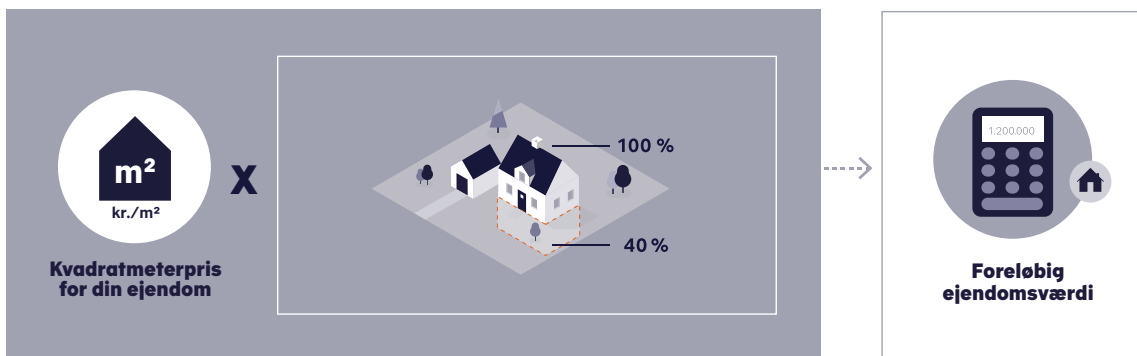 m²
kr./m²
Kvadratmeterpris
for din ejendom
X
100 %
40 %
1.200.000
Foreløbig
ejendomsværdi